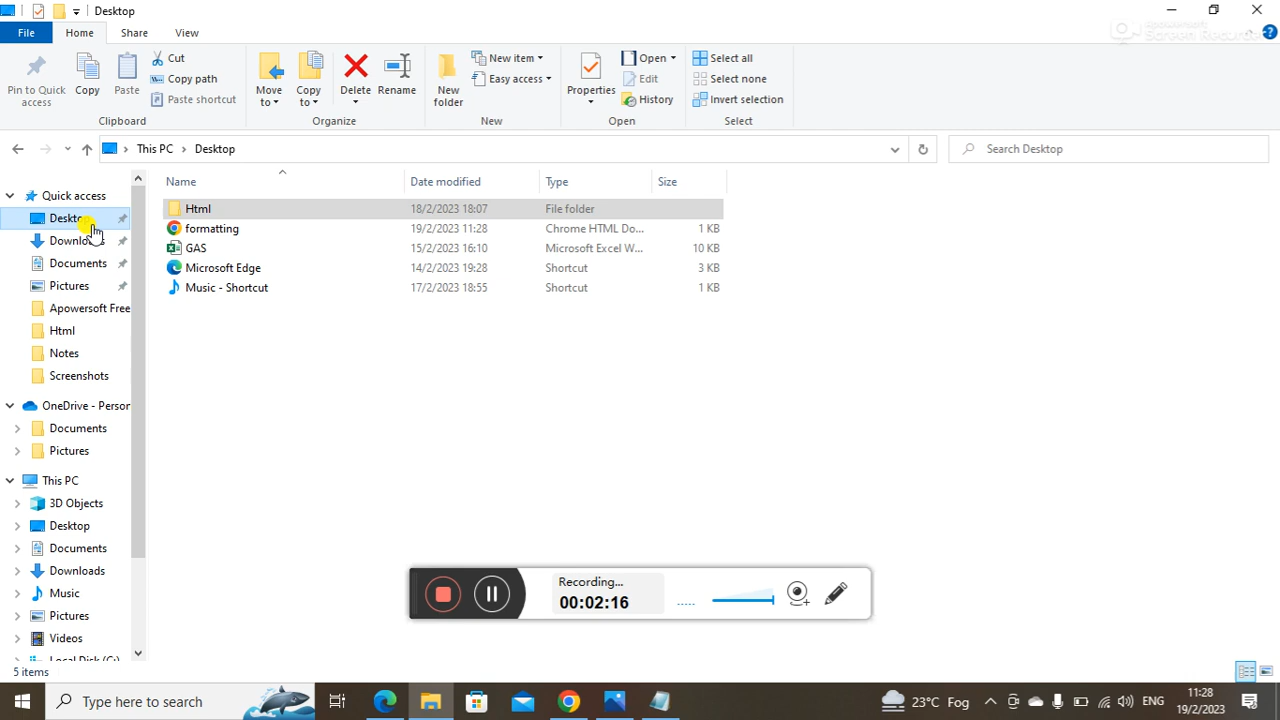 Desktop
File Home Share View
Apowersoft
Screen Recorder
Pin to Quick access
Copy
Paste
Cut
Copy path
Paste shortcut
Clipboard
Move to
Copy to
Delete
Rename
Organize
New folder
New item
Easy access
New
Properties
Open
Edit
History
Open
Select all
Select none
Invert selection
Select
This PC > Desktop
Search Desktop
Name Date modified Type Size
Html 18/2/2023 18:07 File folder
formatting 19/2/2023 11:28 Chrome HTML Do... 1 KB
GAS 15/2/2023 16:10 Microsoft Excel W... 10 KB
Microsoft Edge 14/2/2023 19:28 Shortcut 3 KB
Music - Shortcut 17/2/2023 18:55 Shortcut 1 KB
Quick access
Desktop
Downloads
Documents
Pictures
Apowersoft Free
Html
Notes
Screenshots
OneDrive - Person
Documents
Pictures
This PC
3D Objects
Desktop
Documents
Downloads
Music
Pictures
Videos
Local Disk (C:)
Recording...
00:02:16
5 items
Type here to search
23°C Fog
ENG
11:28
19/2/2023